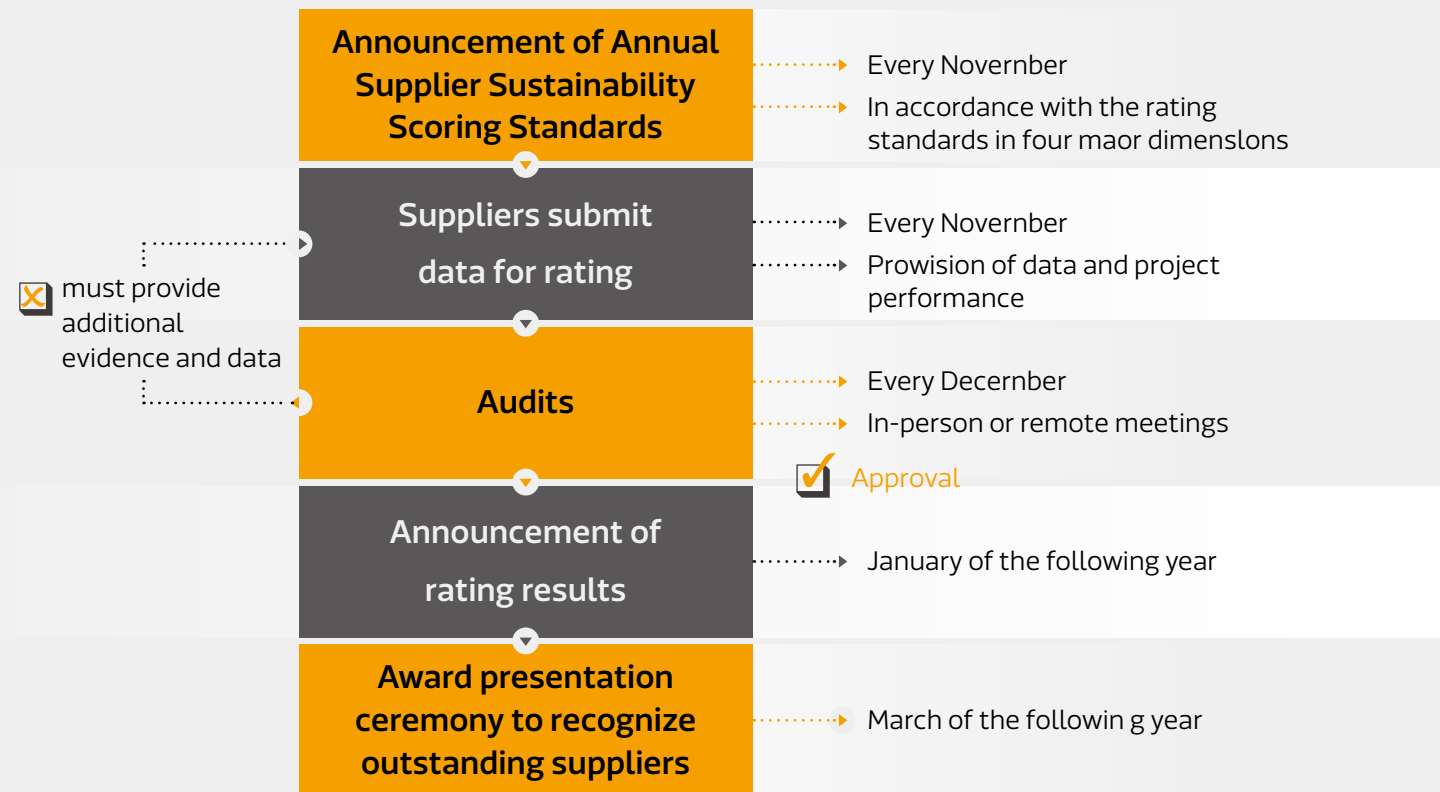 Announcement of Annual
Supplier Sustainability
Scoring Standards
Every Novernber
In accordance with the rating
standards in four maor dimenslons
Suppliers submit
data for rating
Every Novernber
Prowision of data and project
performance
must provide
additional
evidence and data
Audits
Every Decernber
In-person or remote meetings
Approval
Announcement of
rating results
January of the following year
Award presentation
ceremony to recognize
outstanding suppliers
March of the followin g year